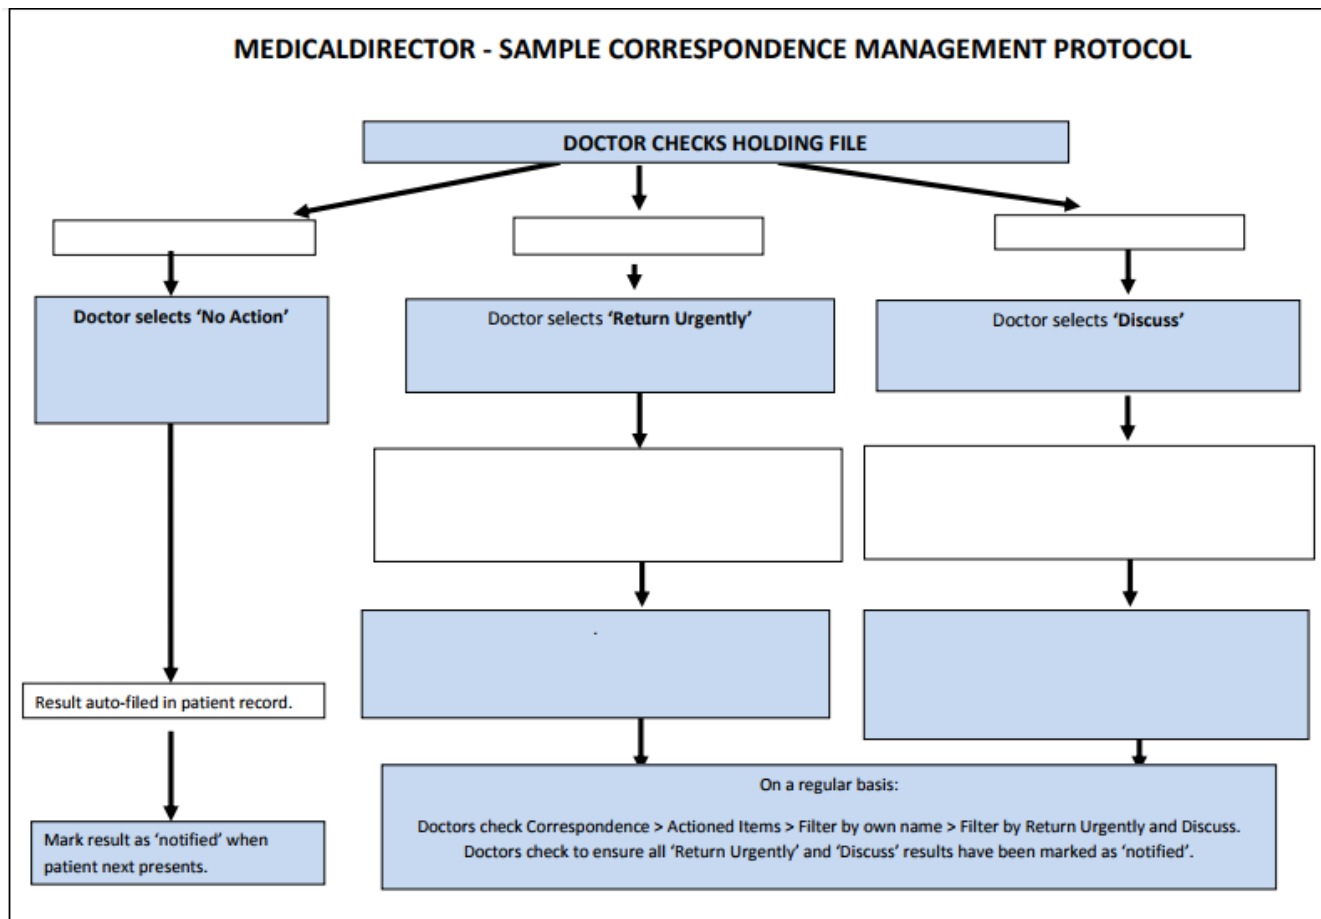 MEDICALDIRECTOR - SAMPLE CORRESPONDENCE MANAGEMENT PROTOCOL
DOCTOR CHECKS HOLDING FILE
Doctor selects ‘No Action’
Doctor selects ‘Return Urgently’
Doctor selects ‘Discuss’
Result auto-filed in patient record.
Mark result as ‘notified’ when
patient next presents.
On a regular basis:
Doctors check Correspondence > Actioned Items > Filter by own name > Filter by Return Urgently and Discuss.
Doctors check to ensure all ‘Return Urgently’ and ‘Discuss’ results have been marked as ‘notified’.